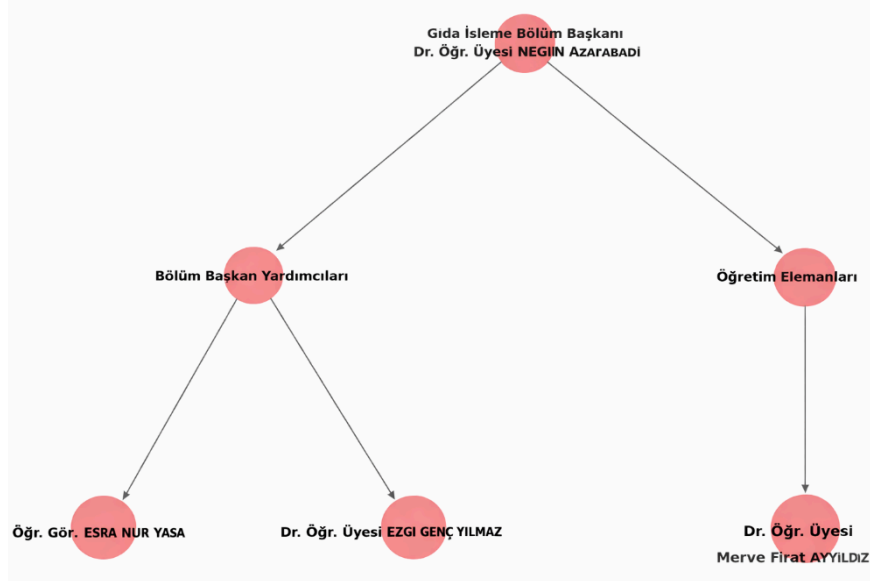 Gıda İsleme Bölüm Başkanı
Dr. Öğr. Üyesi NEGIIN AZarABADİ
Bölüm Başkan Yardımcıları
Öğretim Elemanları
Öğr. Gör. ESRA NUR YASA
Dr. Öğr. Üyesi EZGI GENÇ YILMAZ
Dr. Öğr. Üyesi
Merve Firat AYYiLDıZ